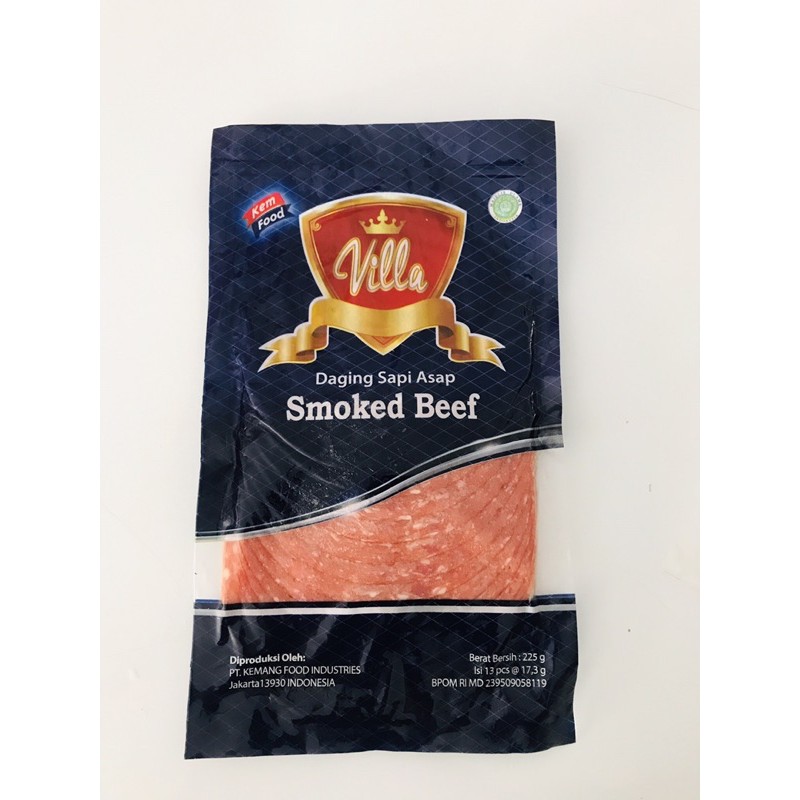 Kem
Food
Villa
Daging Sapi Asap
Smoked Beef
Diproduksi Oleh:
PT. KEMANG FOOD INDUSTRIES
Jakarta13930 INDONESIA
Berat Bersih : 225 g
Isi 13 pcs @ 17,3 g
BPOM RI MD 239509058119